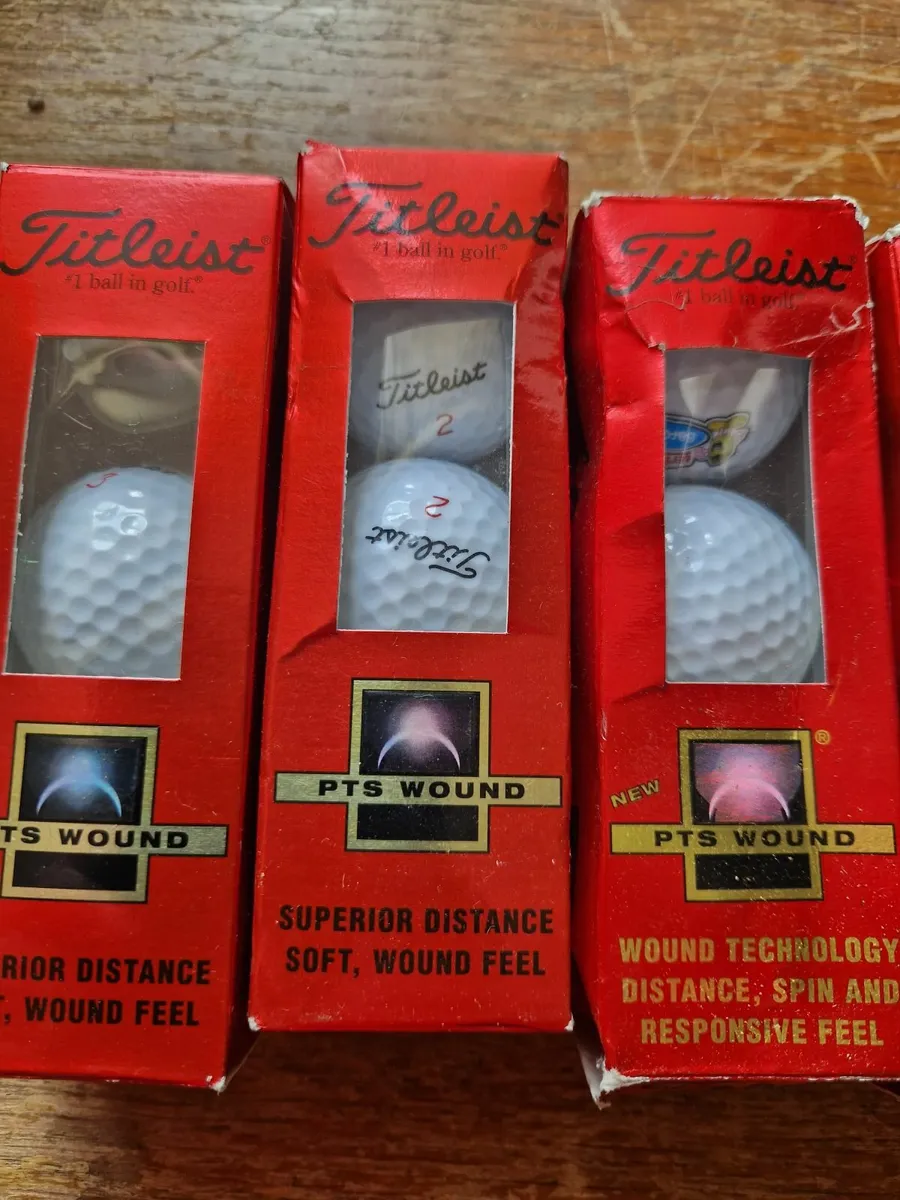 Titleist®
#1 ball in golf.®
3
TS WOUND
RIOR DISTANCE
T, WOUND FEEL
Titleist
#1 ball in golf.®
Titleist
2
2
Titleist
PTS WOUND
SUPERIOR DISTANCE
SOFT, WOUND FEEL
Titleist®
#1 ball in golf®
®
NEW
PTS WOUND
WOUND TECHNOLOGY
DISTANCE, SPIN AND
RESPONSIVE FEEL